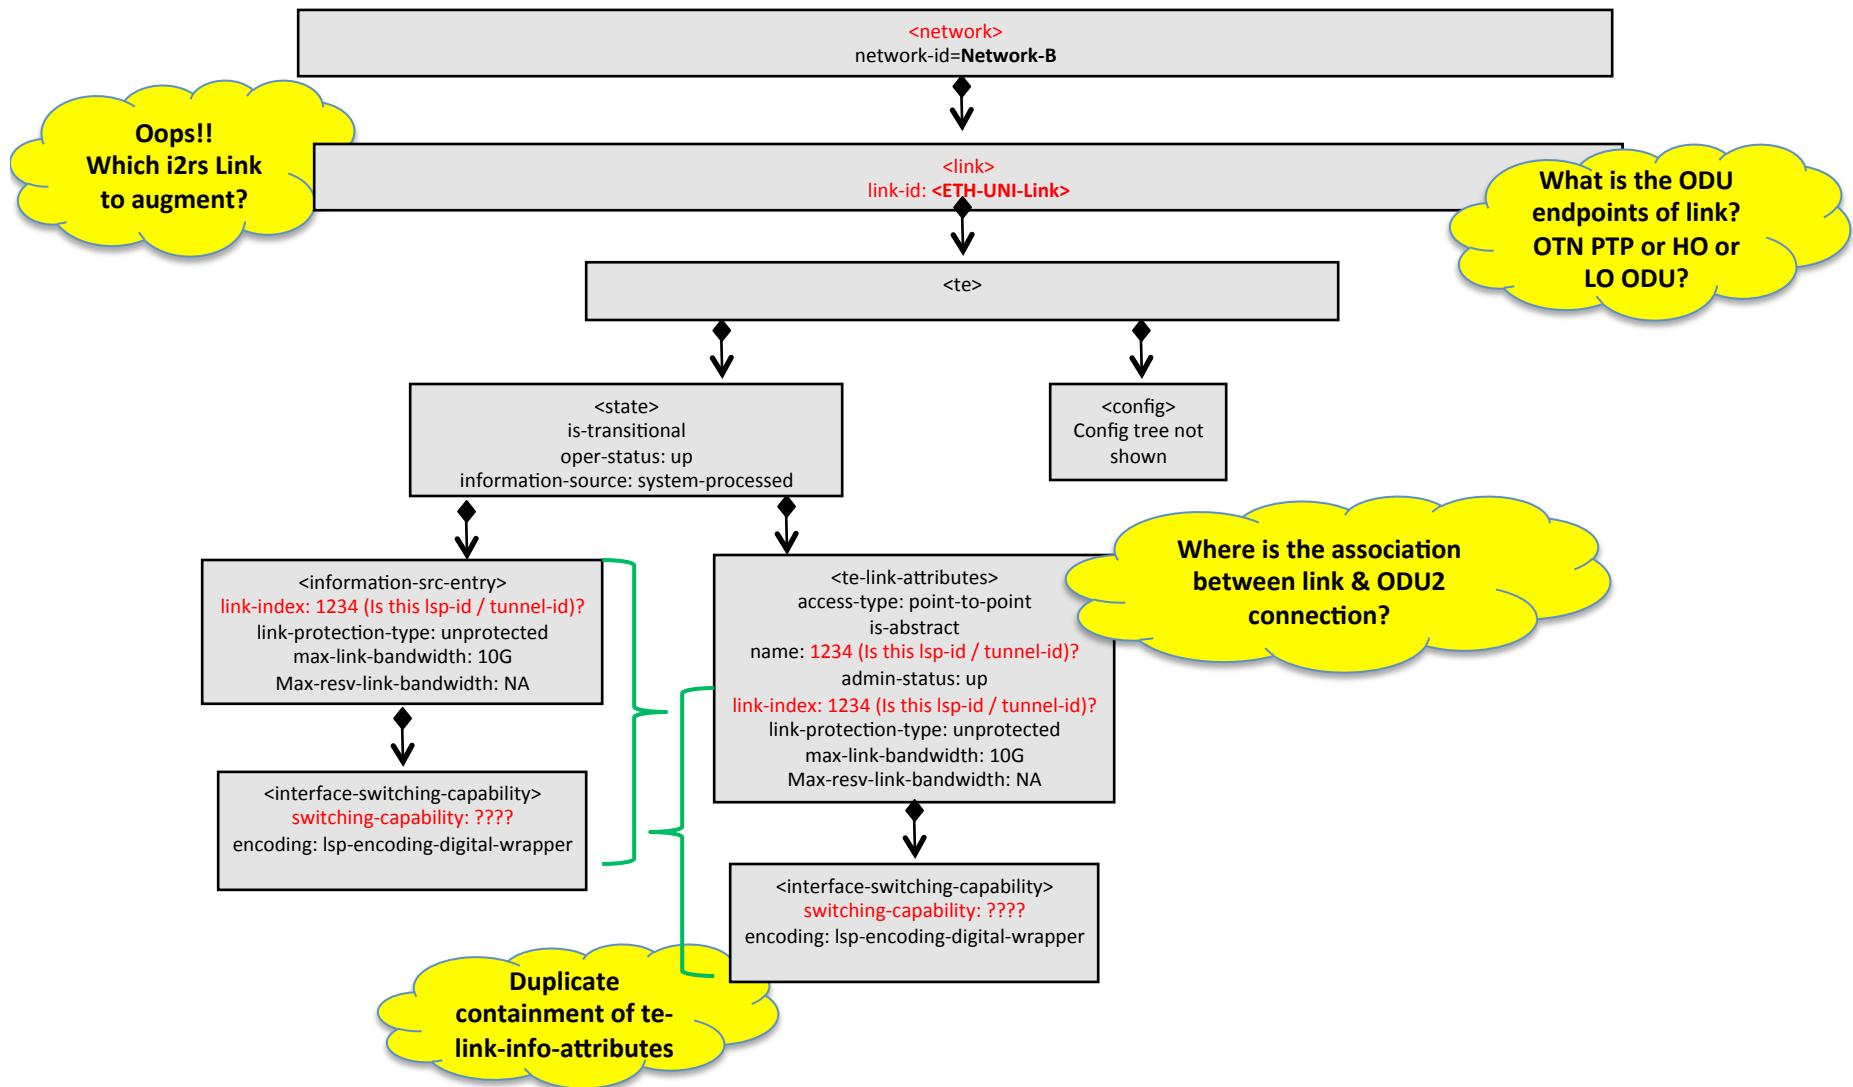 <network>
network-id=Network-B
Oops!!
Which i2rs Link
to augment?
<link>
link-id: <ETH-UNI-Link>
What is the ODU
endpoints of link?
OTN PTP or HO or
LO ODU?
<te>
<state>
is-transitional
oper-status: up
information-source: system-processed
<config>
Config tree not
shown
<information-src-entry>
link-index: 1234 (Is this lsp-id / tunnel-id)?
link-protection-type: unprotected
max-link-bandwidth: 10G
Max-resv-link-bandwidth: NA
<te-link-attributes>
access-type: point-to-point
is-abstract
name: 1234 (Is this lsp-id / tunnel-id)?
admin-status: up
link-index: 1234 (Is this lsp-id / tunnel-id)?
link-protection-type: unprotected
max-link-bandwidth: 10G
Max-resv-link-bandwidth: NA
Where is the association
between link & ODU2
connection?
<interface-switching-capability>
switching-capability: ????
encoding: lsp-encoding-digital-wrapper
<interface-switching-capability>
switching-capability: ????
encoding: lsp-encoding-digital-wrapper
Duplicate
containment of te-
link-info-attributes